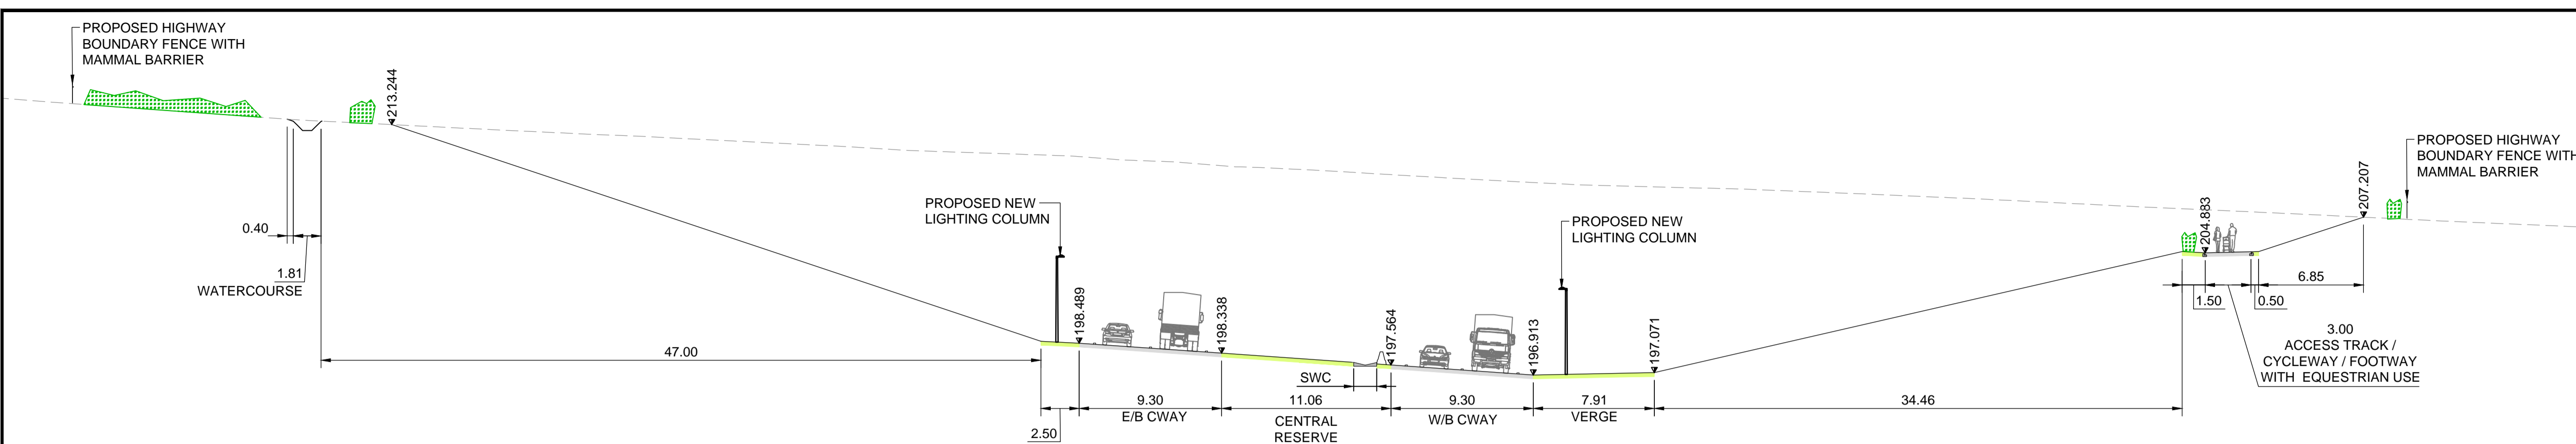 PROPOSED HIGHWAY
BOUNDARY FENCE WITH
MAMMAL BARRIER
213.244
0.40
1.81
WATERCOURSE
47.00
PROPOSED NEW
LIGHTING COLUMN
198.489
198.338
197.564
196.913
197.071
PROPOSED NEW
LIGHTING COLUMN
SWC
2.50
9.30
E/B CWAY
11.06
CENTRAL
RESERVE
9.30
W/B CWAY
7.91
VERGE
34.46
204.883
207.207
1.50
0.50
6.85
3.00
ACCESS TRACK /
CYCLEWAY / FOOTWAY
WITH EQUESTRIAN USE
PROPOSED HIGHWAY
BOUNDARY FENCE WITH
MAMMAL BARRIER